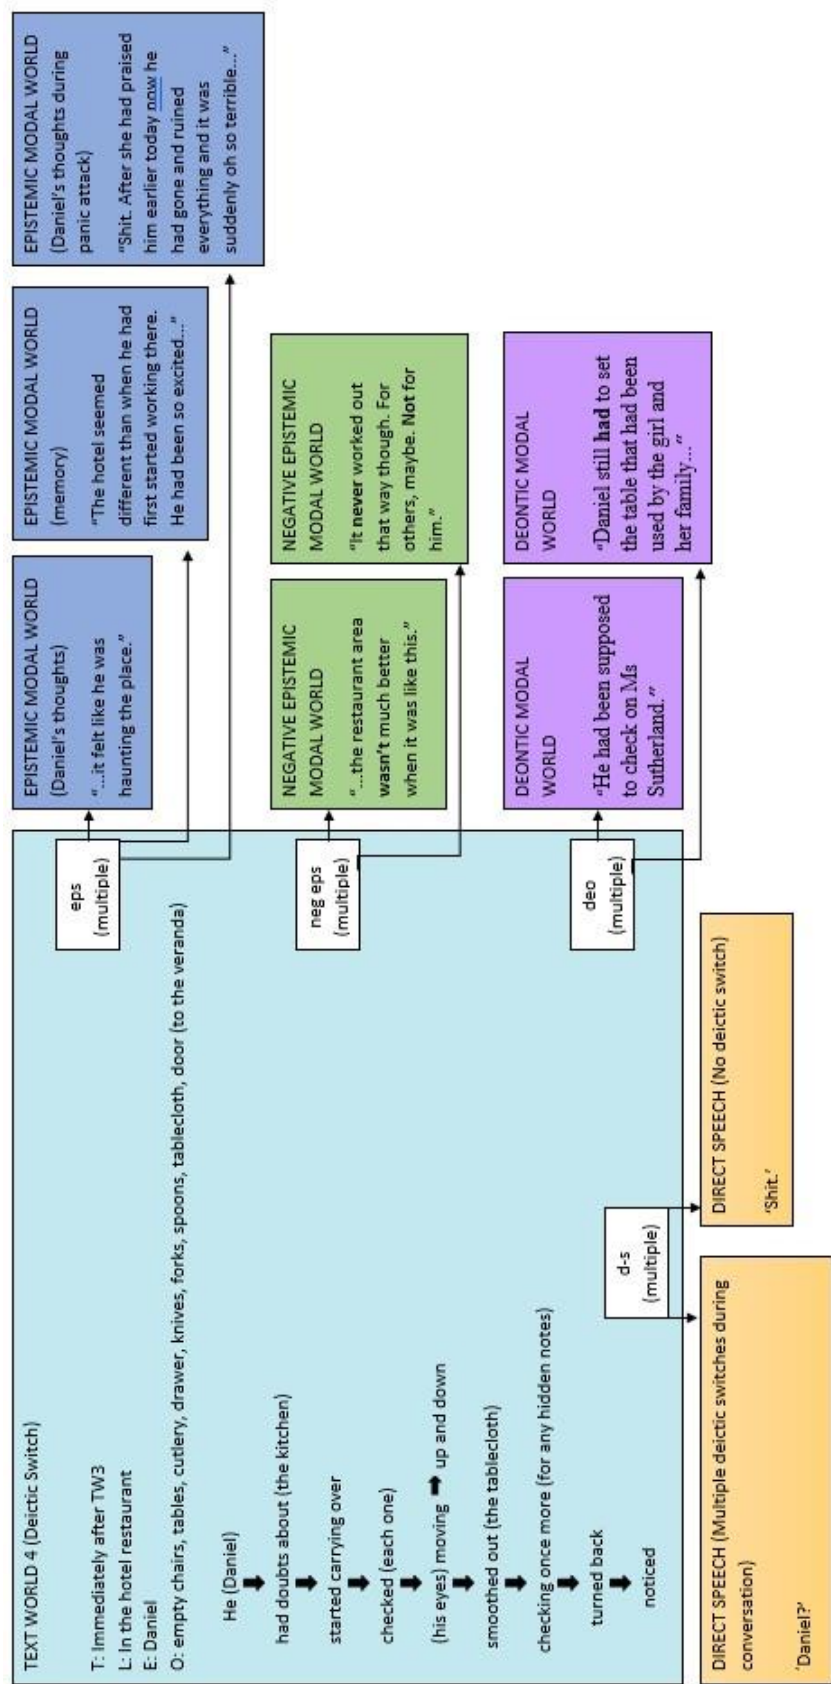 TEXT WORLD 4 (Deictic Switch)
T: Immediately after TW3
L: In the hotel restaurant
E: Daniel
O: empty chairs, tables, cutlery, drawer, knives, forks, spoons, tablecloth, door (to the veranda)
He (Daniel)
had doubts about (the kitchen)
started carrying over
checked (each one)
(his eyes) moving ➡ up and down
smoothed out (the tablecloth)
checking once more (for any hidden notes)
turned back
noticed
eps
(multiple)
neg eps
(multiple)
deo
(multiple)
d-s
(multiple)
EPISTEMIC MODAL WORLD
(Daniel's thoughts)
"...it felt like he was
haunting the place."
EPISTEMIC MODAL WORLD
(memory)
"The hotel seemed
different than when he had
first started working there.
He had been so excited..."
EPISTEMIC MODAL WORLD
(Daniel's thoughts during
panic attack)
"Shit. After she had praised
him earlier today now he
had gone and ruined
everything and it was
suddenly oh so terrible..."
NEGATIVE EPISTEMIC
MODAL WORLD
"...the restaurant area
wasn't much better
when it was like this."
NEGATIVE EPISTEMIC
MODAL WORLD
"It never worked out
that way though. For
others, maybe. Not for
him."
DEONTIC MODAL
WORLD
"He had been supposed
to check on Ms
Sutherland."
DEONTIC MODAL
WORLD
"Daniel still had to set
the table that had been
used by the girl and
her family..."
DIRECT SPEECH (Multiple deictic switches during
conversation)
'Daniel?'
DIRECT SPEECH (No deictic switch)
'Shit.'